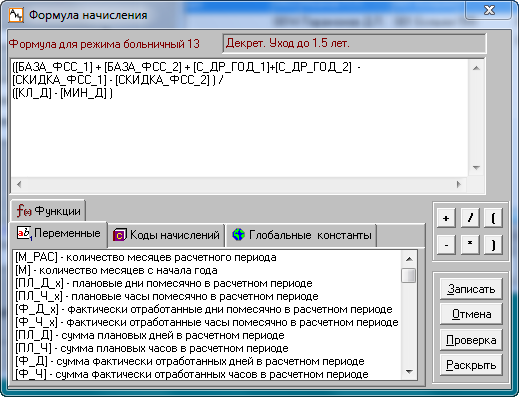 Формула начисления
Формула для режима больничный 13
Декрет. Уход до 1.5 лет.
([БАЗА_ФСС_1] + [БАЗА_ФСС_2] + [С_ДР_ГОД_1]+[С_ДР_ГОД_2] -
[СКИДКА_ФСС_1] - [СКИДКА_ФСС_2] ) /
([КЛ_Д] - [МИН_Д] )
f(x) Функции
Переменные
Коды начислений
Глобальные константы
[М_РАС] - количество месяцев расчетного периода
[М] - количество месяцев с начала года
[ПЛ_Д_х] - плановые дни помесячно в расчетном периоде
[ПЛ_Ч_х] - плановые часы помесячно в расчетном периоде
[Ф_Д_х] - фактически отработанные дни помесячно в расчетном периоде
[Ф_Ч_х] - фактически отработанные часы помесячно в расчетном периоде
[ПЛ_Д] - сумма плановых дней в расчетном периоде
[ПЛ_Ч] - сумма плановых часов в расчетном периоде
[Ф_Д] - сумма фактически отработанных дней в расчетном периоде
[Ф_Ч] - сумма фактически отработанных часов в расчетном периоде
+ / (
- * )
Записать
Отмена
Проверка
Раскрыть